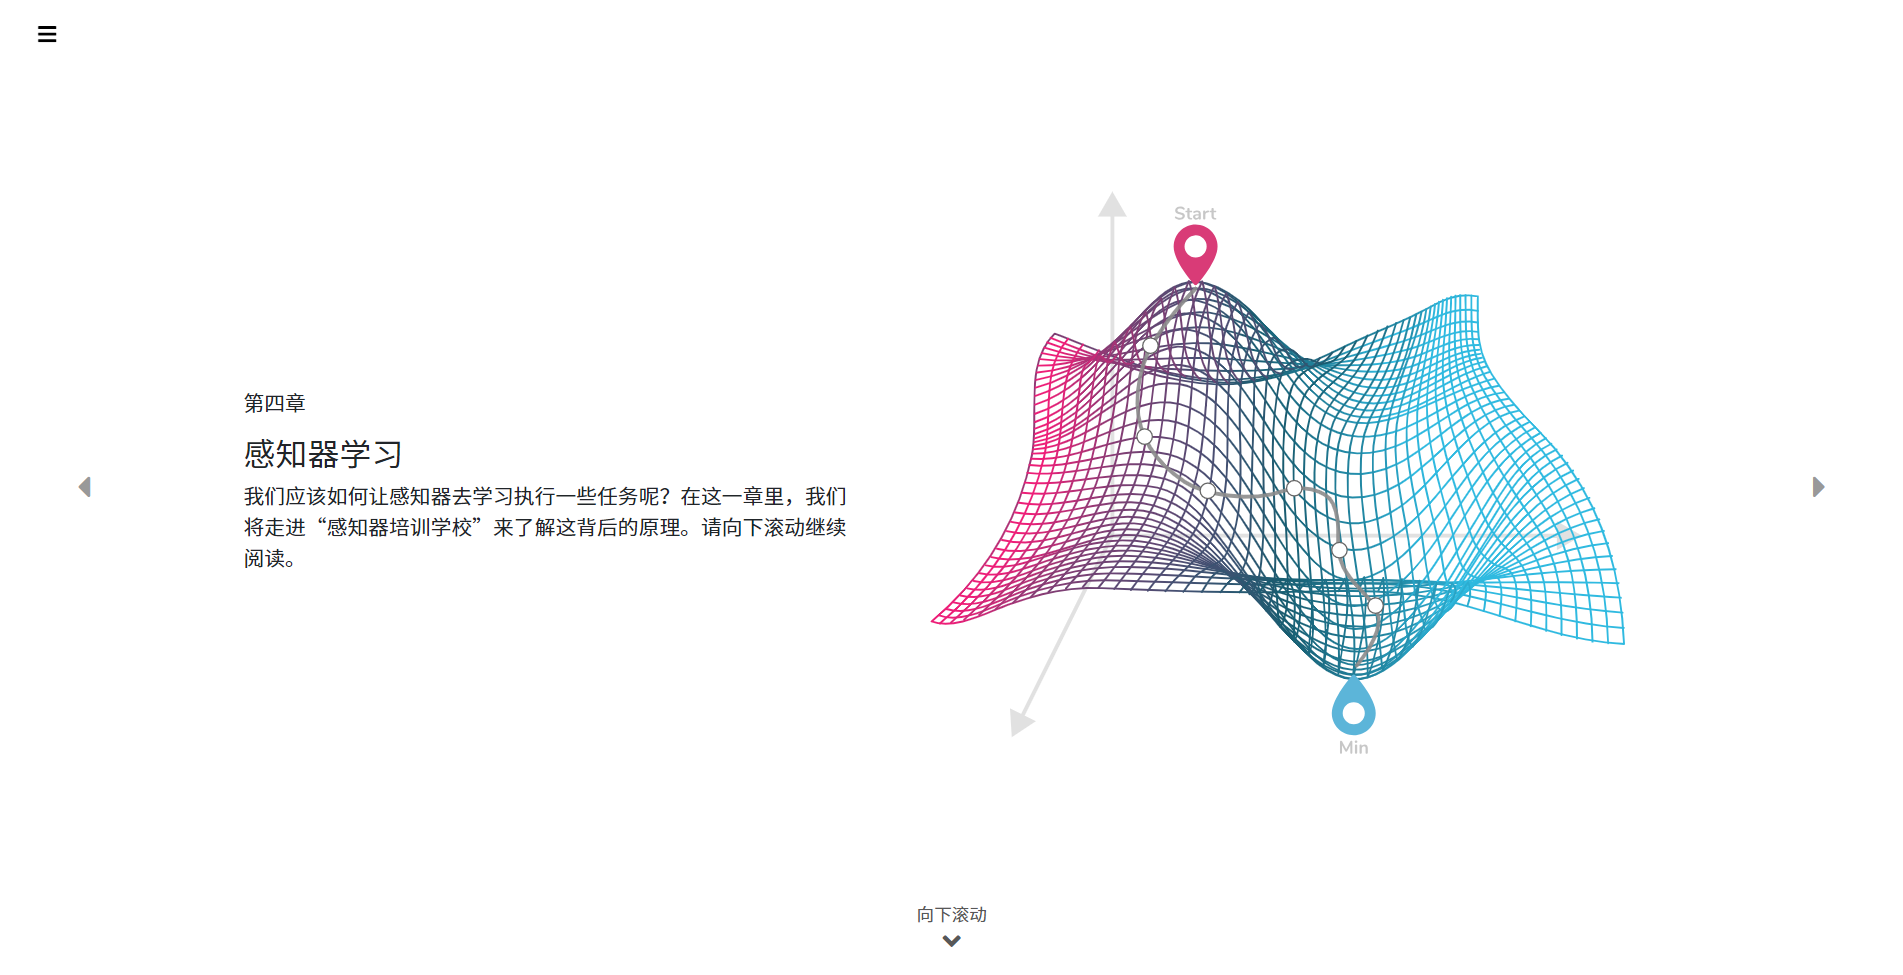 第四章
感知器学习
我们应该如何让感知器去学习执行一些任务呢？在这一章里，我们
将走进“感知器培训学校”来了解这背后的原理。请向下滚动继续
阅读。
Start
Min
向下滚动